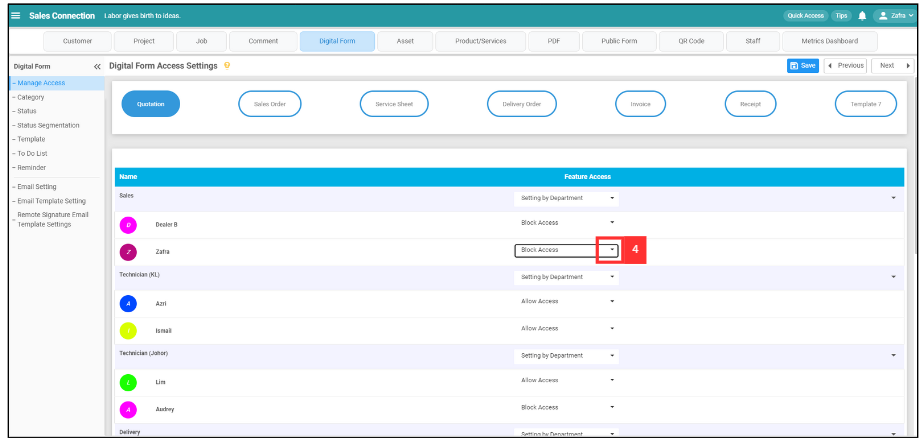 Sales Connection Labor gives birth to ideas. Quick Access Tips Zafra
Customer Project Job Comment Digital Form Asset Product/Services PDF Public Form QR Code Staff Metrics Dashboard
Digital Form Digital Form Access Settings Save Previous Next
– Manage Access
– Category
– Status
– Status Segmentation
– Template
– To Do List
– Reminder
– Email Setting
– Email Template Setting
– Remote Signature Email
Template Settings
Quotation Sales Order Service Sheet Delivery Order Invoice Receipt Template 7
Name Feature Access
Sales Setting by Department
D Dealer B Block Access
Z Zafra Block Access 4
Technician (KL) Setting by Department
A Azri Allow Access
I Ismail Allow Access
Technician (Johor) Setting by Department
L Lim Allow Access
A Audrey Block Access
Delivery Setting by Department